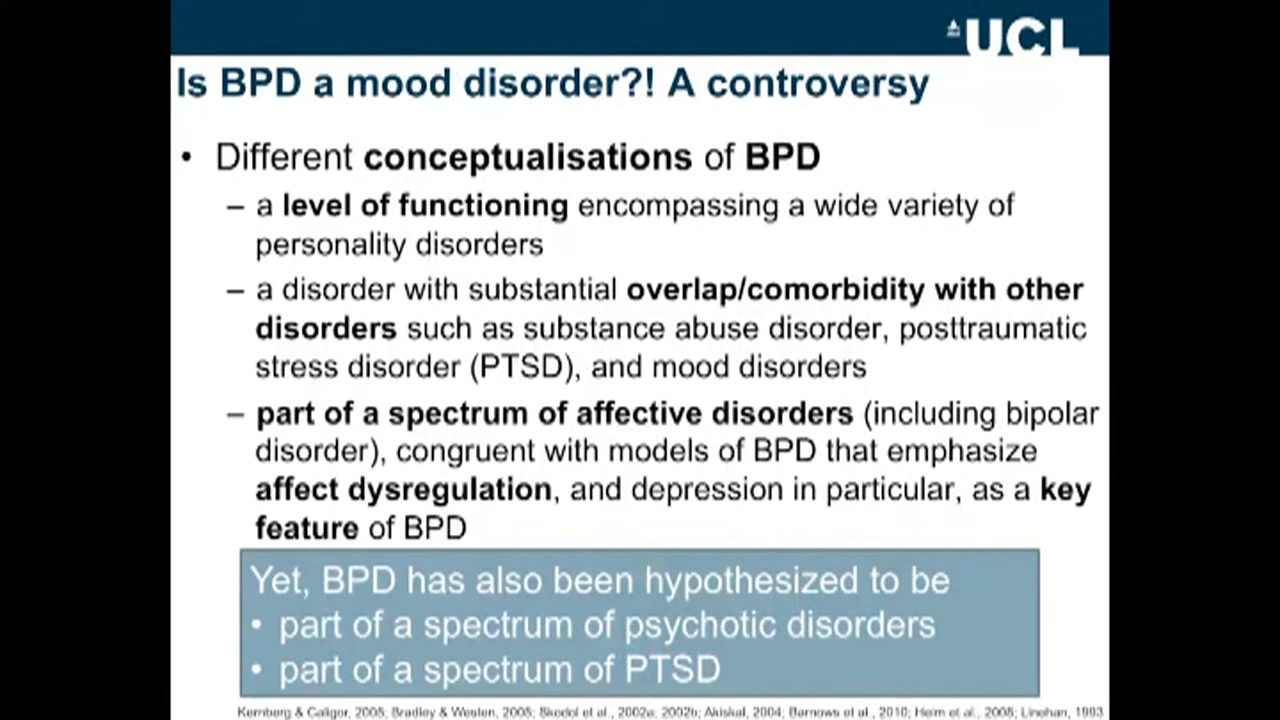 UCL
Is BPD a mood disorder?! A controversy
• Different conceptualisations of BPD
– a level of functioning encompassing a wide variety of
personality disorders
– a disorder with substantial overlap/comorbidity with other
disorders such as substance abuse disorder, posttraumatic
stress disorder (PTSD), and mood disorders
– part of a spectrum of affective disorders (including bipolar
disorder), congruent with models of BPD that emphasize
affect dysregulation, and depression in particular, as a key
feature of BPD
Yet, BPD has also been hypothesized to be
• part of a spectrum of psychotic disorders
• part of a spectrum of PTSD
Kernberg & Caligor, 2005; Bradley & Westen, 2005; Skodol et al., 2002a; 2002b; Akiskal, 2004; Barnows et al., 2010; Heim et al., 2008; Linehan, 1993